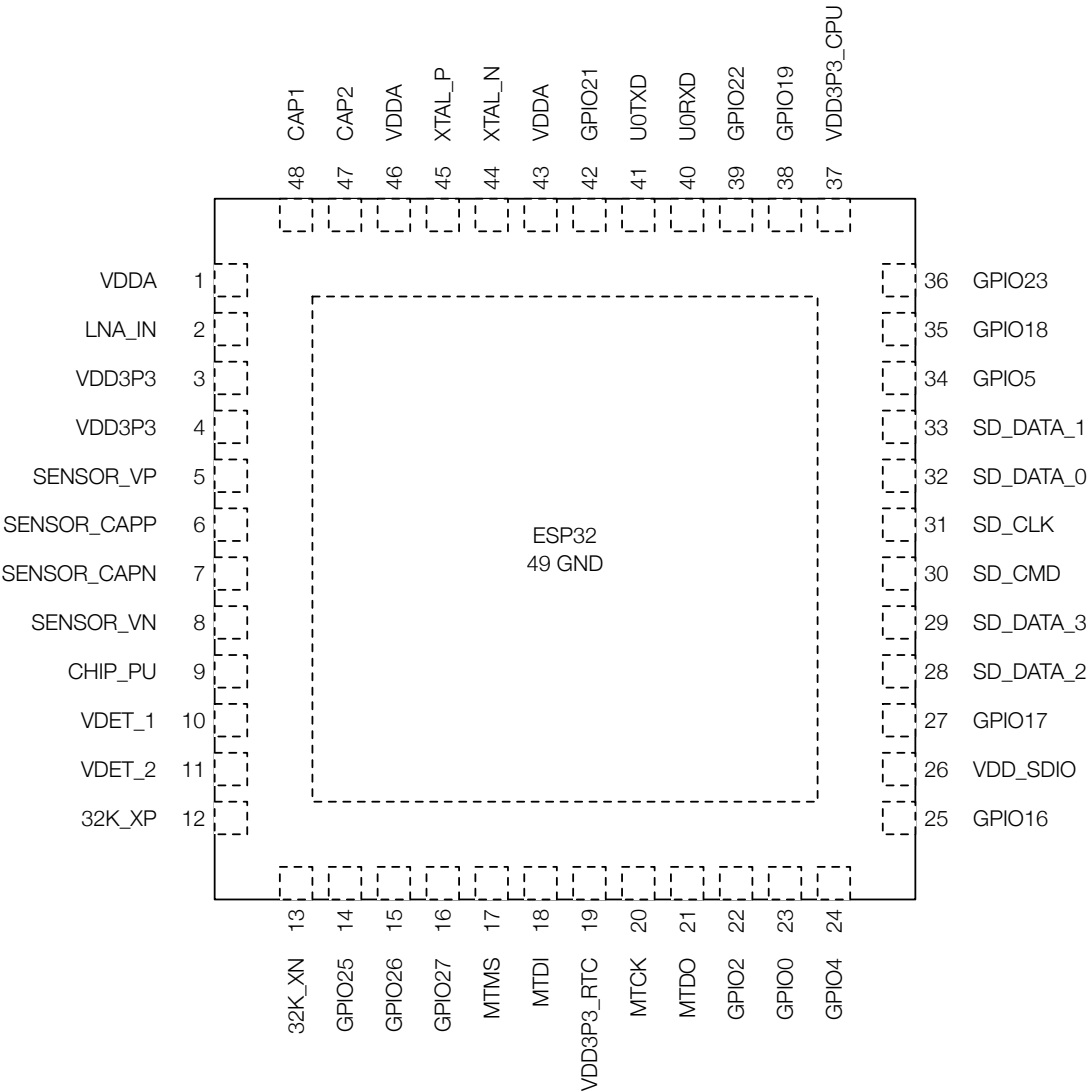 CAP1
CAP2
VDDA
XTAL_P
XTAL_N
VDDA
GPIO21
U0TXD
U0RXD
GPIO22
GPIO19
VDD3P3_CPU
48
47
46
45
44
43
42
41
40
39
38
37
VDDA 1
LNA_IN 2
VDD3P3 3
VDD3P3 4
SENSOR_VP 5
SENSOR_CAPP 6
SENSOR_CAPN 7
SENSOR_VN 8
CHIP_PU 9
VDET_1 10
VDET_2 11
32K_XP 12
ESP32
49 GND
36 GPIO23
35 GPIO18
34 GPIO5
33 SD_DATA_1
32 SD_DATA_0
31 SD_CLK
30 SD_CMD
29 SD_DATA_3
28 SD_DATA_2
27 GPIO17
26 VDD_SDIO
25 GPIO16
13
14
15
16
17
18
19
20
21
22
23
24
32K_XN
GPIO25
GPIO26
GPIO27
MTMS
MTDI
VDD3P3_RTC
MTCK
MTDO
GPIO2
GPIO0
GPIO4